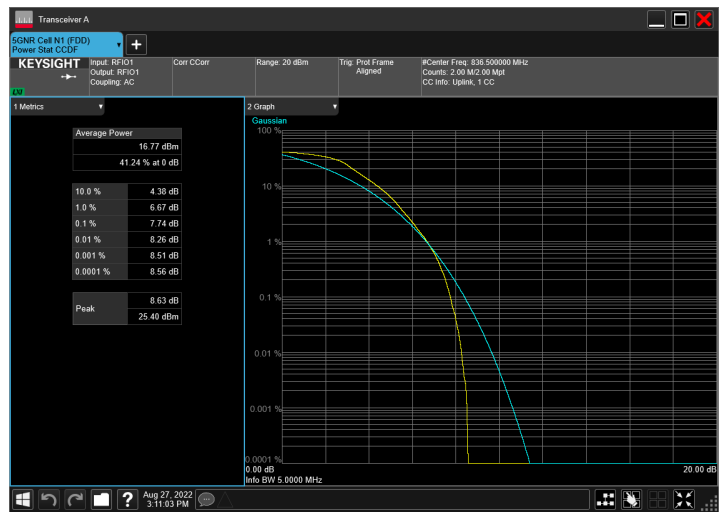 Transceiver A
5GNR Cell N1 (FDD)
Power Stat CCDF
KEYSIGHT
LXI
Input: RFIO1
Output: RFIO1
Coupling: AC
Corr CCorr
Range: 20 dBm
Trig: Prot Frame
Aligned
#Center Freq: 836.500000 MHz
Counts: 2.00 M/2.00 Mpt
CC Info: Uplink, 1 CC
1 Metrics
Average Power
16.77 dBm
41.24 % at 0 dB
10.0 % 4.38 dB
1.0 % 6.67 dB
0.1 % 7.74 dB
0.01 % 8.26 dB
0.001 % 8.51 dB
0.0001 % 8.56 dB
Peak
8.63 dB
25.40 dBm
2 Graph
Gaussian
100 %
10 %
1 %
0.1 %
0.01 %
0.001 %
0.0001 %
0.00 dB 20.00 dB
Info BW 5.0000 MHz
Aug 27, 2022
3:11:03 PM